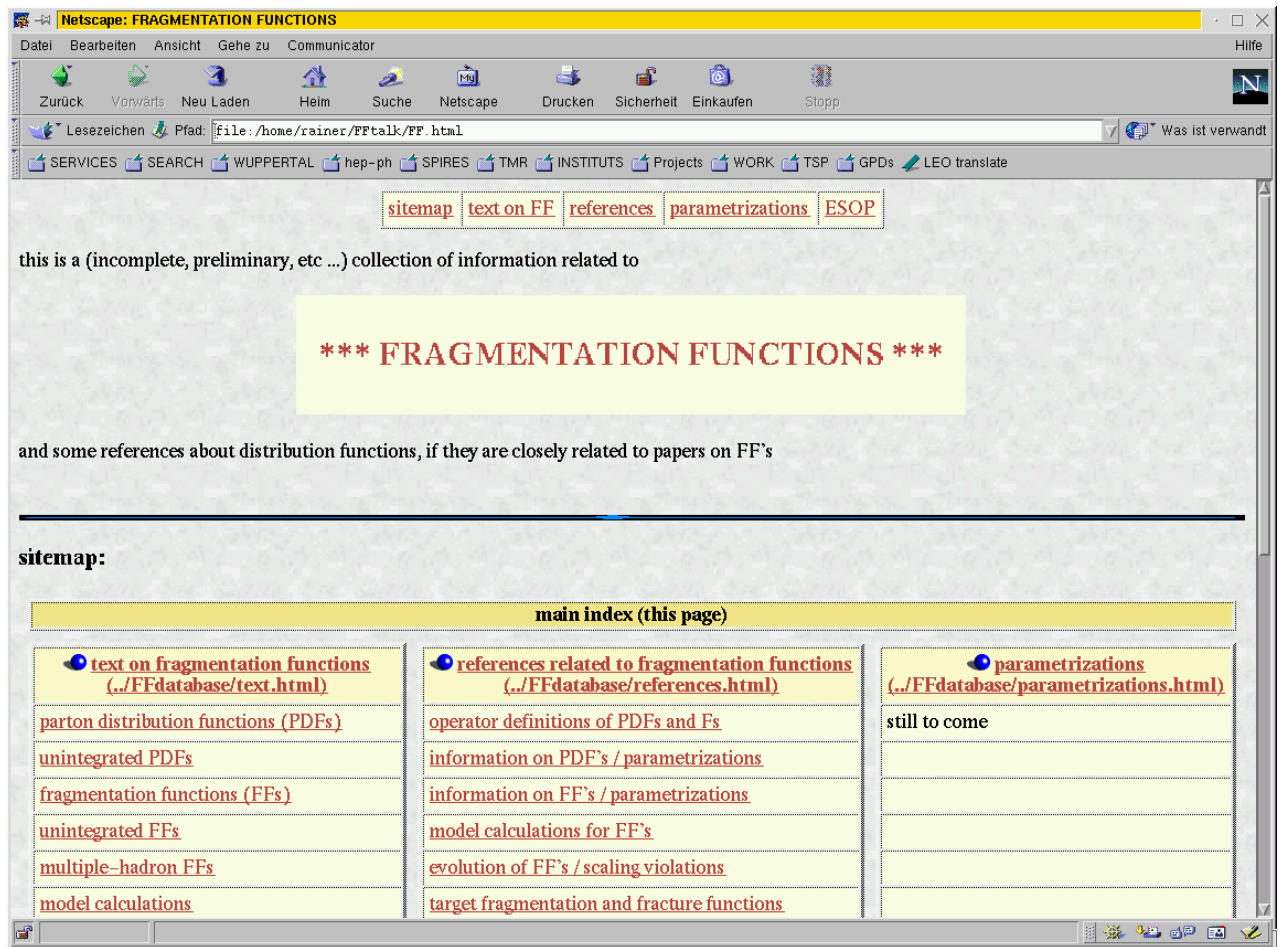 Netscape: FRAGMENTATION FUNCTIONS
Datei Bearbeiten Ansicht Gehe zu Communicator Hilfe
My N
Zurück Vorwärts Neu Laden Heim Suche Netscape Drucken Sicherheit Einkaufen Stopp
Lesezeichen Pfad: file:/home/rainer/FFtalk/FF.html Was ist verwandt
SERVICES SEARCH WUPPERTAL hep-ph SPIRES TMR INSTITUTS Projects WORK TSP GPDs LEO translate
sitemap text on FF references parametrizations ESOP
this is a (incomplete, preliminary, etc ...) collection of information related to
*** FRAGMENTATION FUNCTIONS ***
and some references about distribution functions, if they are closely related to papers on FF's
sitemap:
main index (this page)
text on fragmentation functions references related to fragmentation functions parametrizations
(../FFdatabase/text.html) (../FFdatabase/references.html) (../FFdatabase/parametrizations.html)
parton distribution functions (PDFs) operator definitions of PDFs and Fs still to come
unintegrated PDFs information on PDF's / parametrizations
fragmentation functions (FFs) information on FF's / parametrizations
unintegrated FFs model calculations for FF's
multiple-hadron FFs evolution of FF's / scaling violations
model calculations target fragmentation and fracture functions